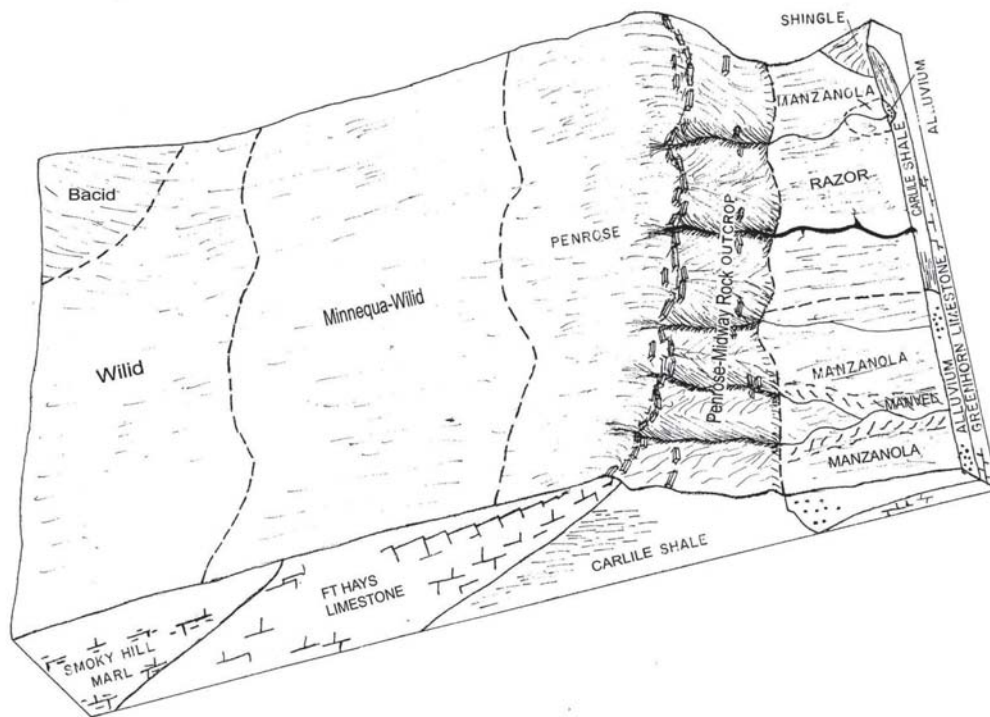 SHINGLE
MANZANOLA
ALLUVIUM
CARLILE SHALE
Bacid
RAZOR
PENROSE
Penrose-Midway Rock OUTCROP
Minnequa-Wilid
Wilid
MANZANOLA
MANVEL
ALLUVIUM
GREENHORN LIMESTONE
MANZANOLA
CARLILE SHALE
FT HAYS
LIMESTONE
SMOKY HILL
MARL